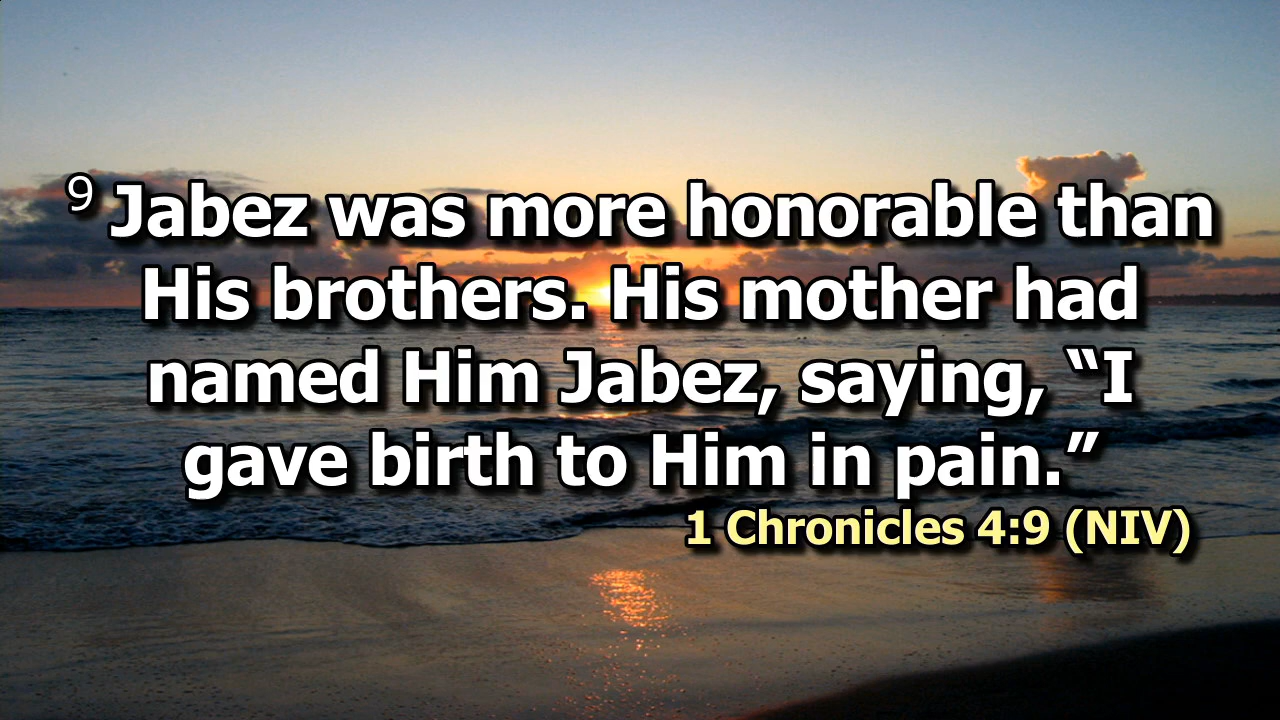 9 Jabez was more honorable than
His brothers. His mother had
named Him Jabez, saying, “I
gave birth to Him in pain.”
1 Chronicles 4:9 (NIV)